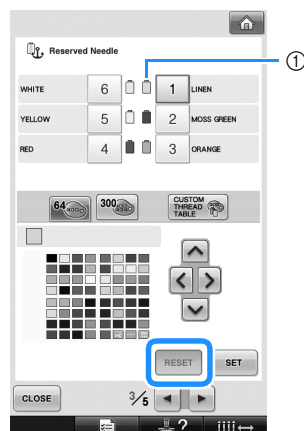 Reserved Needle
①
WHITE 6 1 LINEN
YELLOW 5 2 MOSS GREEN
RED 4 3 ORANGE
64 300 CUSTOM
THREAD
TABLE
RESET SET
CLOSE 3/5
?